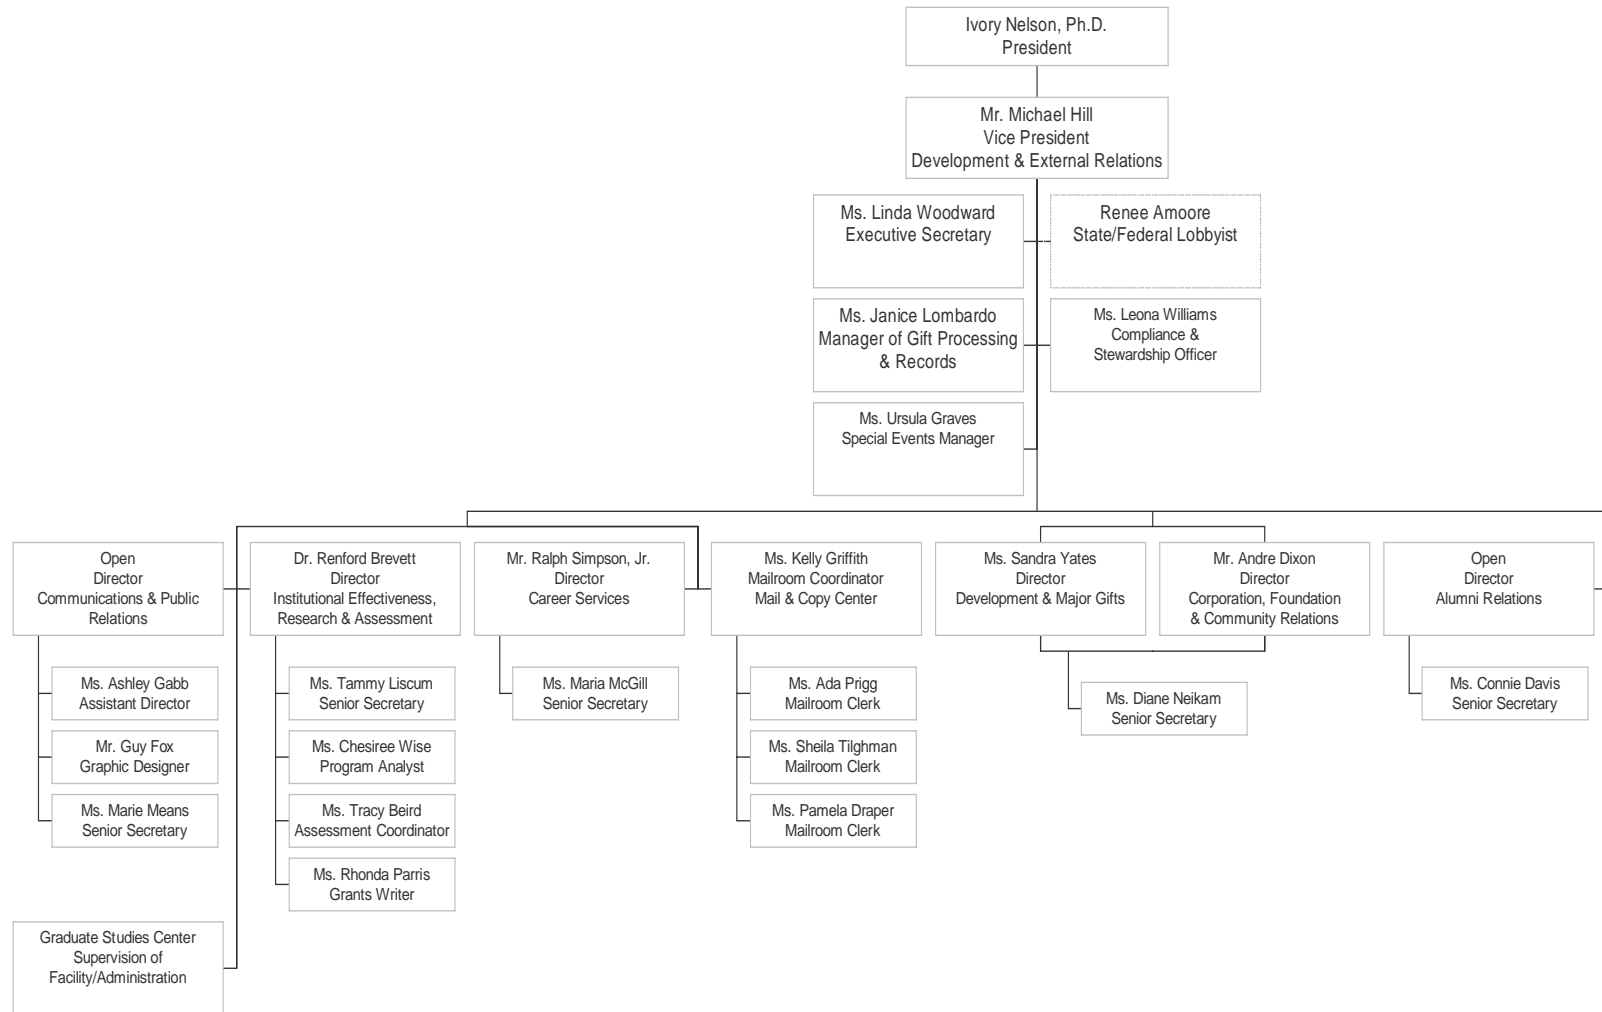 Ivory Nelson, Ph.D.
President
Mr. Michael Hill
Vice President
Development & External Relations
Ms. Linda Woodward
Executive Secretary
Renee Amoore
State/Federal Lobbyist
Ms. Janice Lombardo
Manager of Gift Processing
& Records
Ms. Leona Williams
Compliance &
Stewardship Officer
Ms. Ursula Graves
Special Events Manager
Open
Director
Communications & Public
Relations
Ms. Ashley Gabb
Assistant Director
Mr. Guy Fox
Graphic Designer
Ms. Marie Means
Senior Secretary
Graduate Studies Center
Supervision of
Facility/Administration
Dr. Renford Brevett
Director
Institutional Effectiveness,
Research & Assessment
Ms. Tammy Liscum
Senior Secretary
Ms. Chesiree Wise
Program Analyst
Ms. Tracy Beird
Assessment Coordinator
Ms. Rhonda Parris
Grants Writer
Mr. Ralph Simpson, Jr.
Director
Career Services
Ms. Maria McGill
Senior Secretary
Ms. Kelly Griffith
Mailroom Coordinator
Mail & Copy Center
Ms. Ada Prigg
Mailroom Clerk
Ms. Sheila Tilghman
Mailroom Clerk
Ms. Pamela Draper
Mailroom Clerk
Ms. Sandra Yates
Director
Development & Major Gifts
Mr. Andre Dixon
Director
Corporation, Foundation
& Community Relations
Ms. Diane Neikam
Senior Secretary
Open
Director
Alumni Relations
Ms. Connie Davis
Senior Secretary